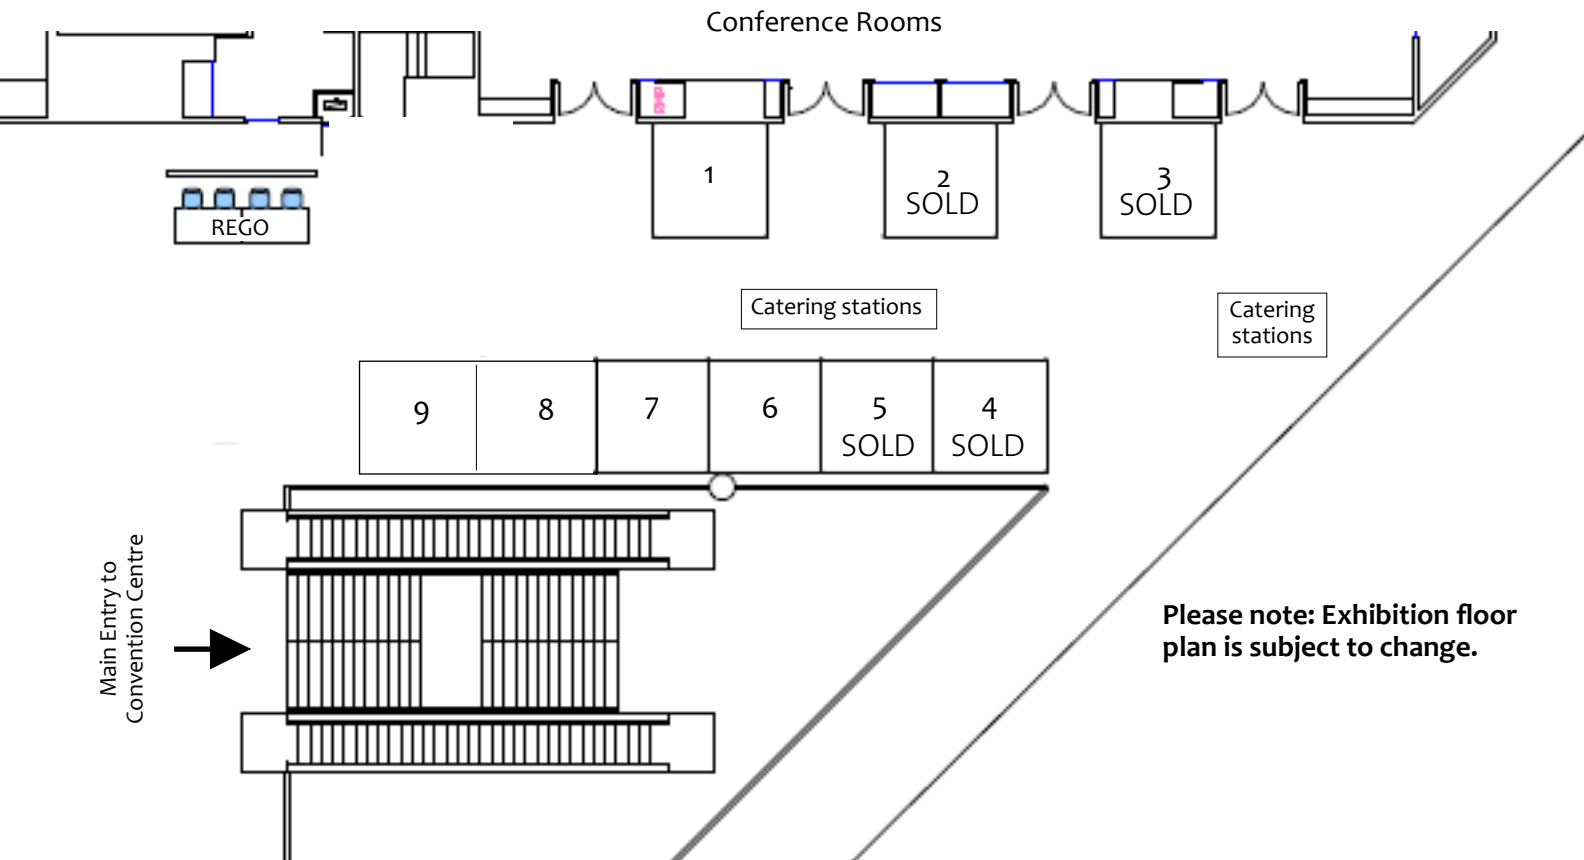 Conference Rooms
1
2
SOLD
3
SOLD
REGO
Catering stations
Catering
stations
9
8
7
6
5
SOLD
4
SOLD
Main Entry to
Convention Centre
Please note: Exhibition floor
plan is subject to change.